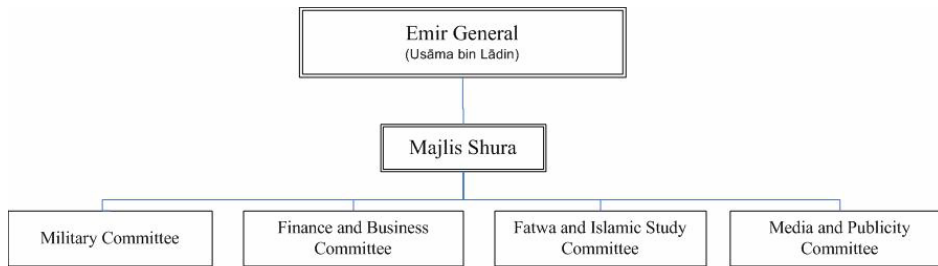 Emir General
(Usāma bin Lādin)
Majlis Shura
Military Committee
Finance and Business
Committee
Fatwa and Islamic Study
Committee
Media and Publicity
Committee